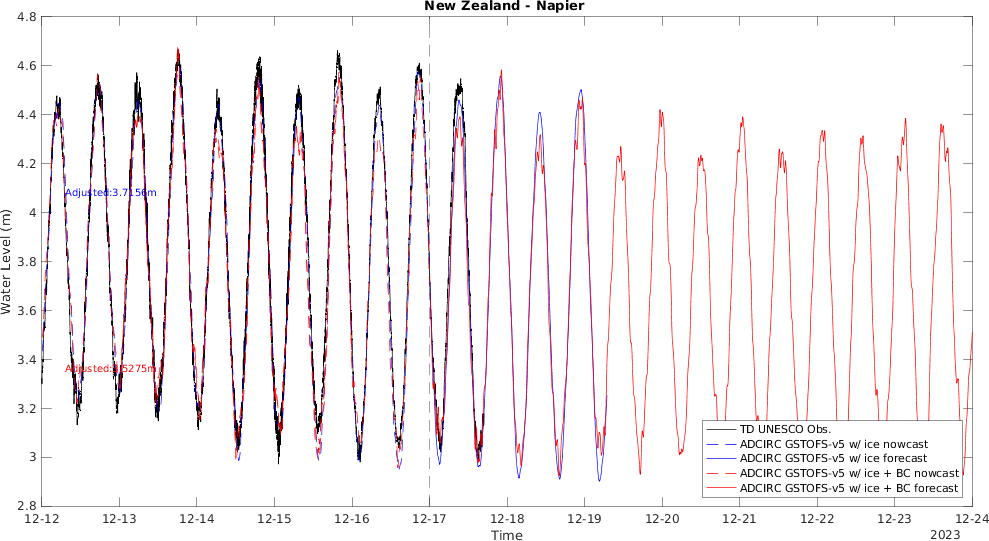 New Zealand - Napier
4.8
4.6
4.4
4.2
4
3.8
3.6
3.4
3.2
3
2.8
Water Level (m)
Adjusted:3.7156m
Adjusted:3.5275m
TD UNESCO Obs.
ADCIRC GSTOFS-v5 w/ ice nowcast
ADCIRC GSTOFS-v5 w/ ice forecast
ADCIRC GSTOFS-v5 w/ ice + BC nowcast
ADCIRC GSTOFS-v5 w/ ice + BC forecast
12-12 12-13 12-14 12-15 12-16 12-17 12-18 12-19 12-20 12-21 12-22 12-23 12-24
Time
2023